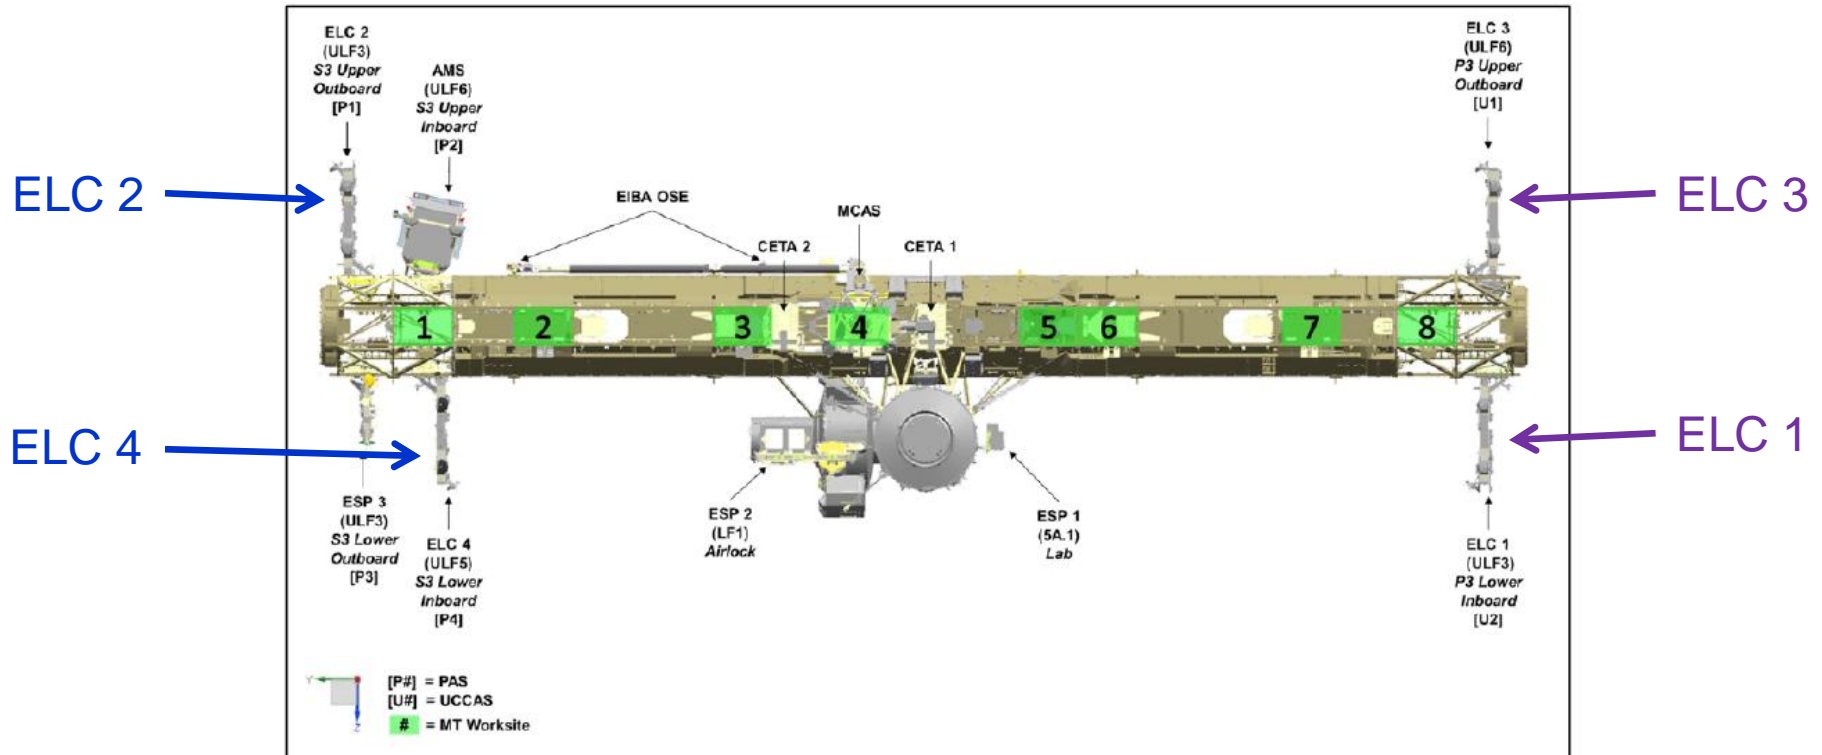 ELC 2
(ULF3)
S3 Upper
Outboard
[P1]
AMS
(ULF6)
S3 Upper
Inboard
[P2]
ELC 3
(ULF6)
P3 Upper
Outboard
[U1]
ELC 2
ELC 3
EIBA OSE
MCAS
CETA 2
CETA 1
1
2
3
4
5
6
7
8
ELC 4
ELC 1
ESP 3
(ULF3)
S3 Lower
Outboard
[P3]
ELC 4
(ULF5)
S3 Lower
Inboard
[P4]
ESP 2
(LF1)
Airlock
ESP 1
(5A.1)
Lab
ELC 1
(ULF3)
P3 Lower
Inboard
[U2]
Y
Z
[P#] = PAS
[U#] = UCCAS
# = MT Worksite